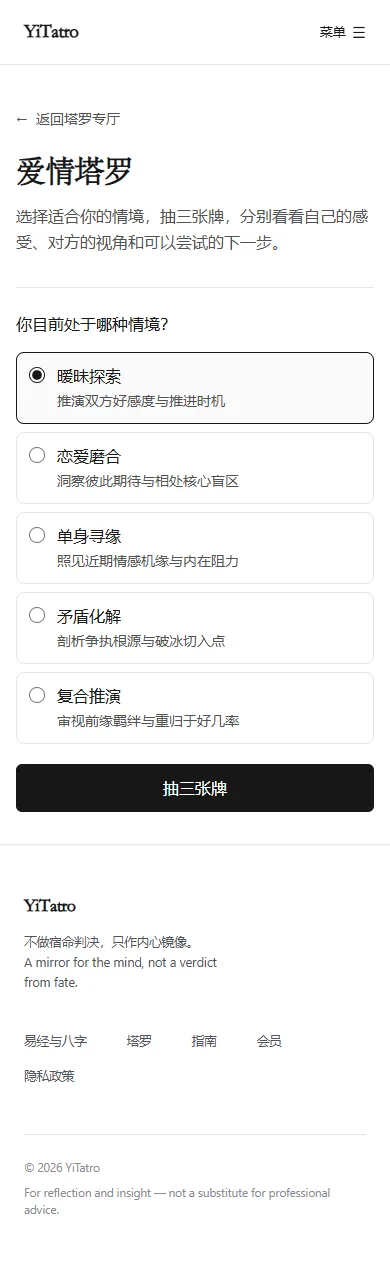 YiTatro
菜单 ☰
← 返回塔罗专厅
爱情塔罗
选择适合你的情境，抽三张牌，分别看看自己的感
受、对方的视角和可以尝试的下一步。
你目前处于哪种情境？
暧昧探索
推演双方好感度与推进时机
恋爱磨合
洞察彼此期待与相处核心盲区
单身寻缘
照见近期情感机缘与内在阻力
矛盾化解
剖析争执根源与破冰切入点
复合推演
审视前缘羁绊与重归于好几率
抽三张牌
YiTatro
不做宿命判决，只作内心镜像。
A mirror for the mind, not a verdict
from fate.
易经与八字 塔罗 指南 会员
隐私政策
© 2026 YiTatro
For reflection and insight — not a substitute for professional
advice.